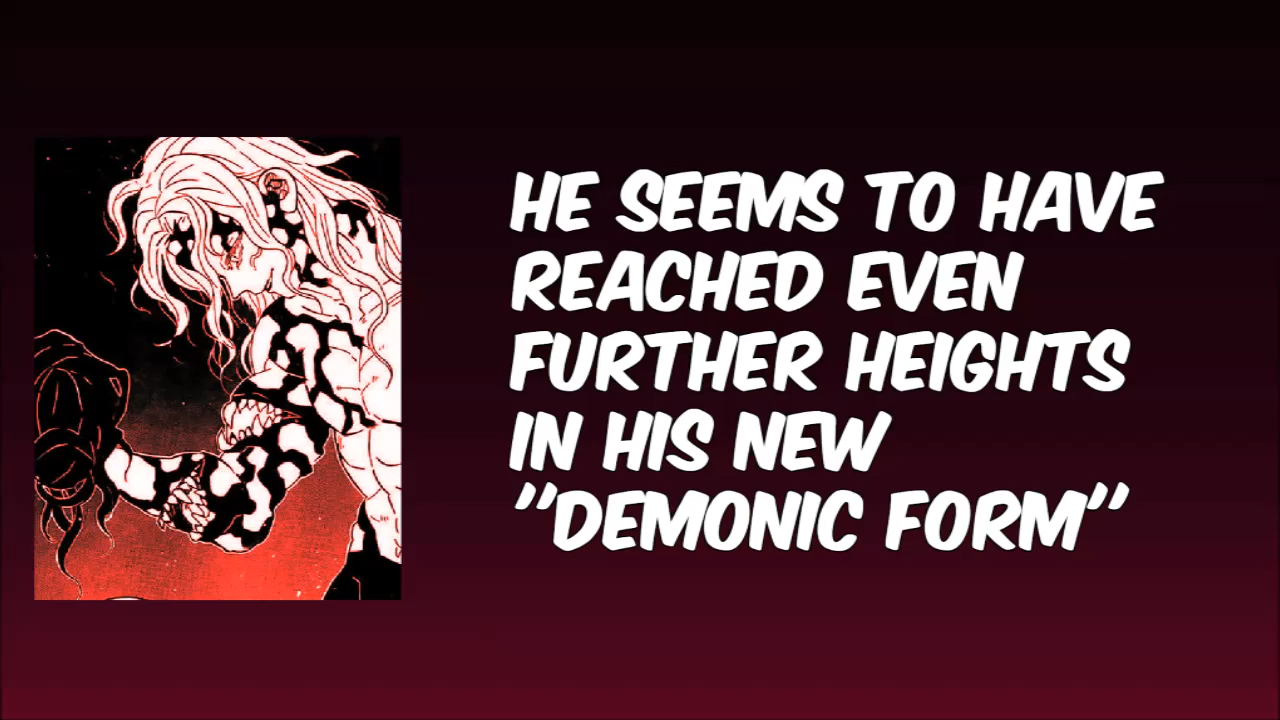 HE SEEMS TO HAVE
REACHED EVEN
FURTHER HEIGHTS
IN HIS NEW
"DEMONIC FORM"